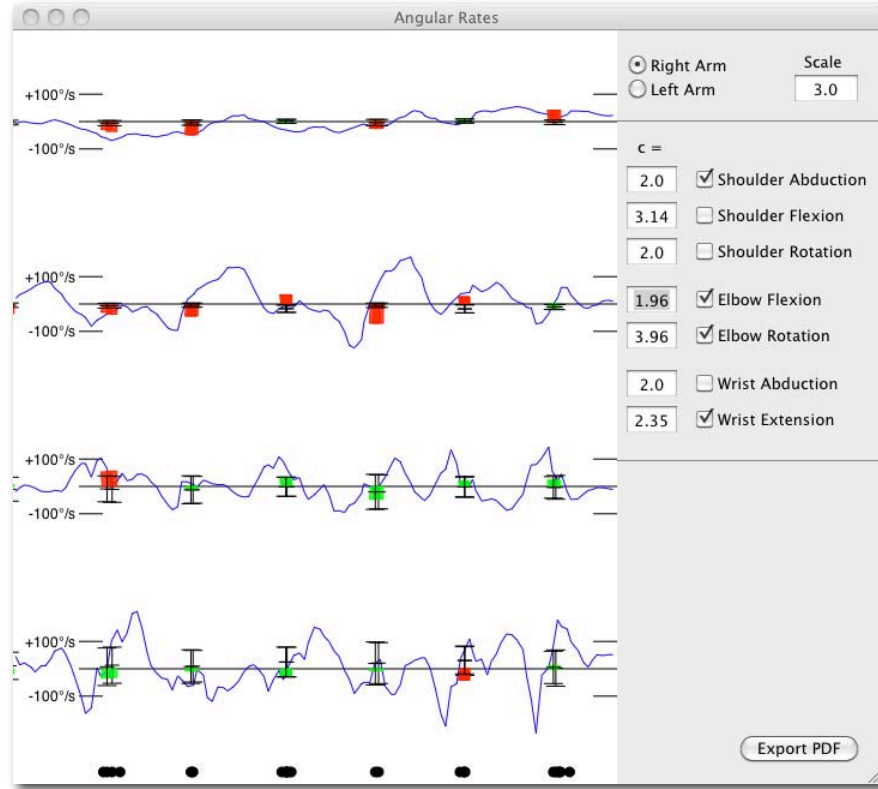 Angular Rates
+100°/s
-100°/s
+100°/s
-100°/s
+100°/s
-100°/s
+100°/s
-100°/s
Right Arm
Left Arm
Scale
3.0
c =
2.0 Shoulder Abduction
3.14 Shoulder Flexion
2.0 Shoulder Rotation
1.96 Elbow Flexion
3.96 Elbow Rotation
2.0 Wrist Abduction
2.35 Wrist Extension
Export PDF